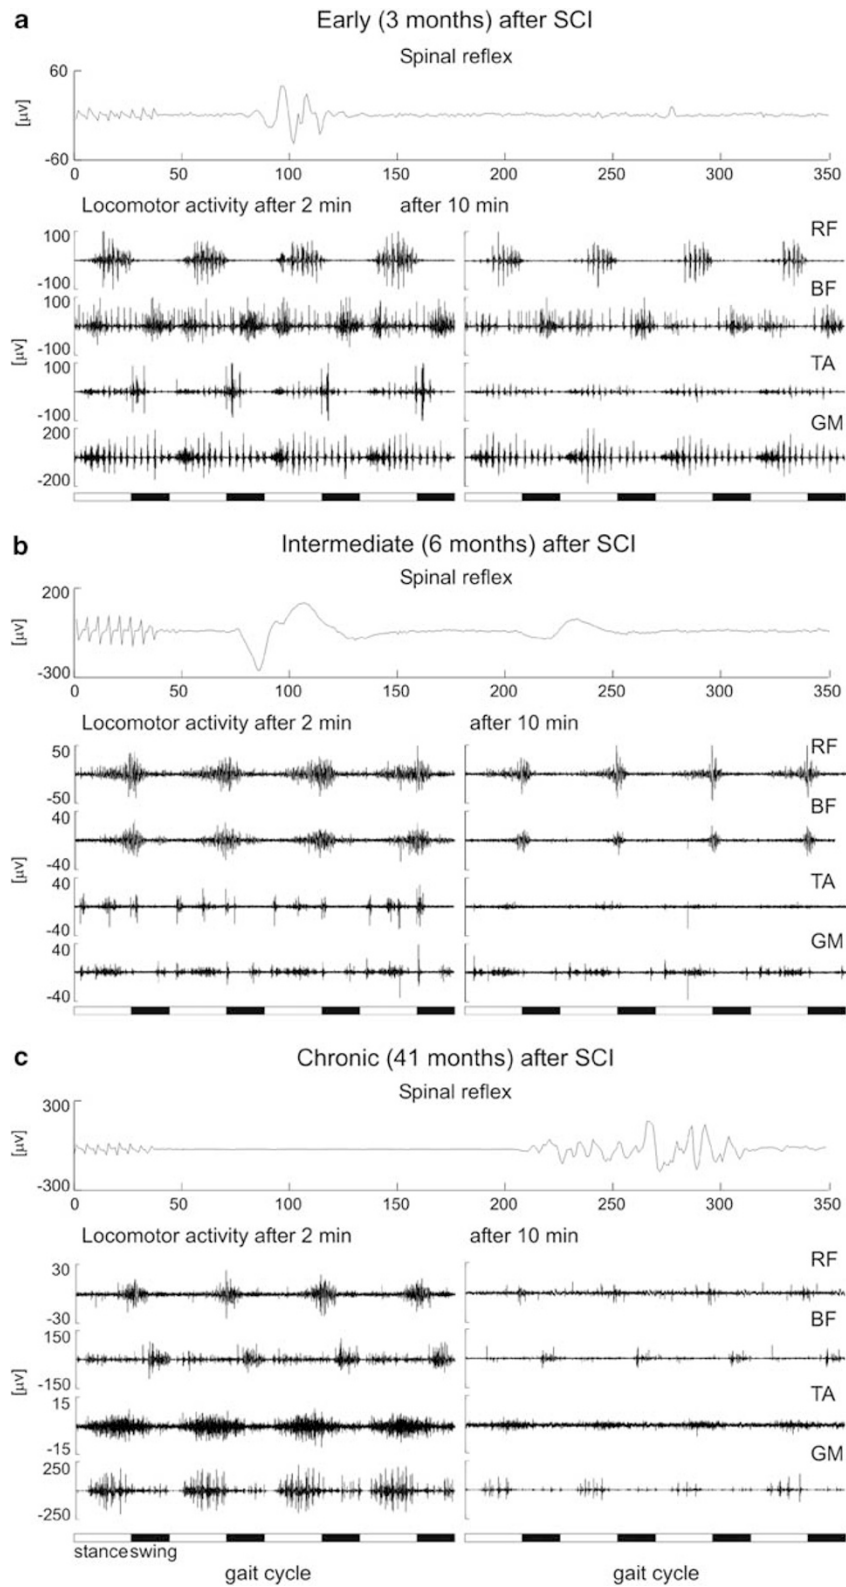 a
Early (3 months) after SCI
Spinal reflex
60
[μv]
-60
0 50 100 150 200 250 300 350
Locomotor activity after 2 min after 10 min
RF
100
-100
BF
100
-100
[μv]
TA
100
-100
GM
200
-200
b
Intermediate (6 months) after SCI
Spinal reflex
200
[μv]
-300
0 50 100 150 200 250 300 350
Locomotor activity after 2 min after 10 min
RF
50
-50
BF
40
-40
[μv]
TA
40
-40
GM
40
-40
c
Chronic (41 months) after SCI
Spinal reflex
300
[μv]
-300
0 50 100 150 200 250 300 350
Locomotor activity after 2 min after 10 min
RF
30
-30
BF
150
-150
[μv]
TA
15
-15
GM
250
-250
stance swing
gait cycle gait cycle